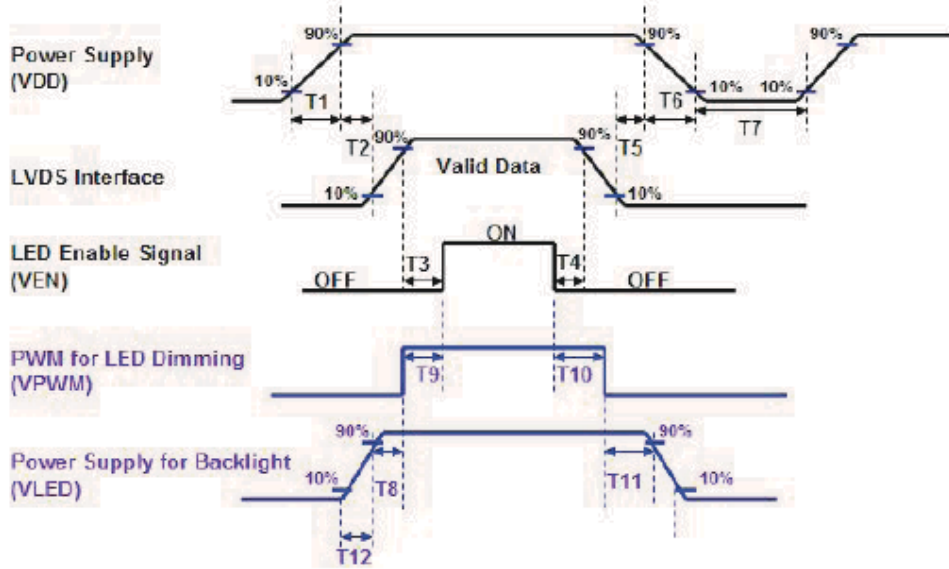 90% 90% 90%
Power Supply
(VDD)
10% 10% 10%
T1 T6
T2 T5 T7
90% 90%
LVDS Interface
Valid Data
10% 10%
LED Enable Signal
(VEN)
ON
T3 T4
OFF OFF
PWM for LED Dimming
(VPWM)
T9 T10
90% 90%
Power Supply for Backlight
(VLED)
10% 10%
T8 T11
T12